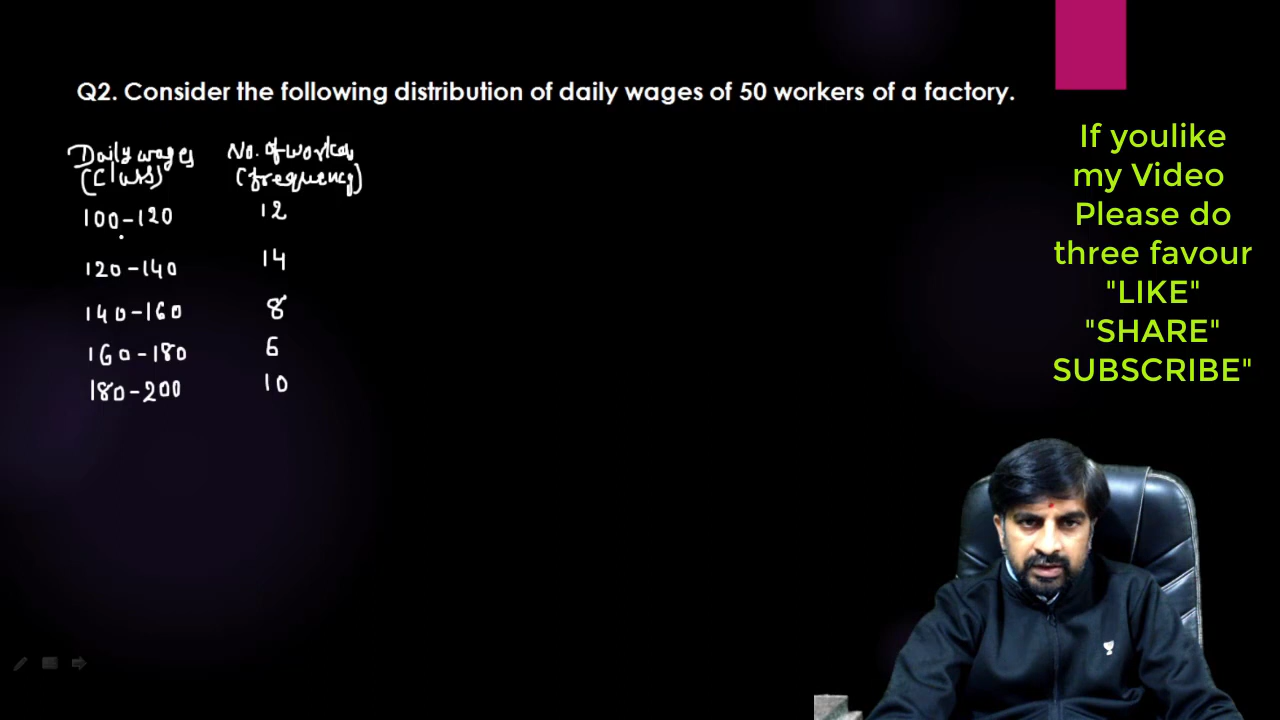 Q2. Consider the following distribution of daily wages of 50 workers of a factory.
Daily wages No. of workers
(Class) (frequency)
100-120 12
120-140 14
140-160 8
160-180 6
180-200 10
If youlike
my Video
Please do
three favour
"LIKE"
"SHARE"
SUBSCRIBE"